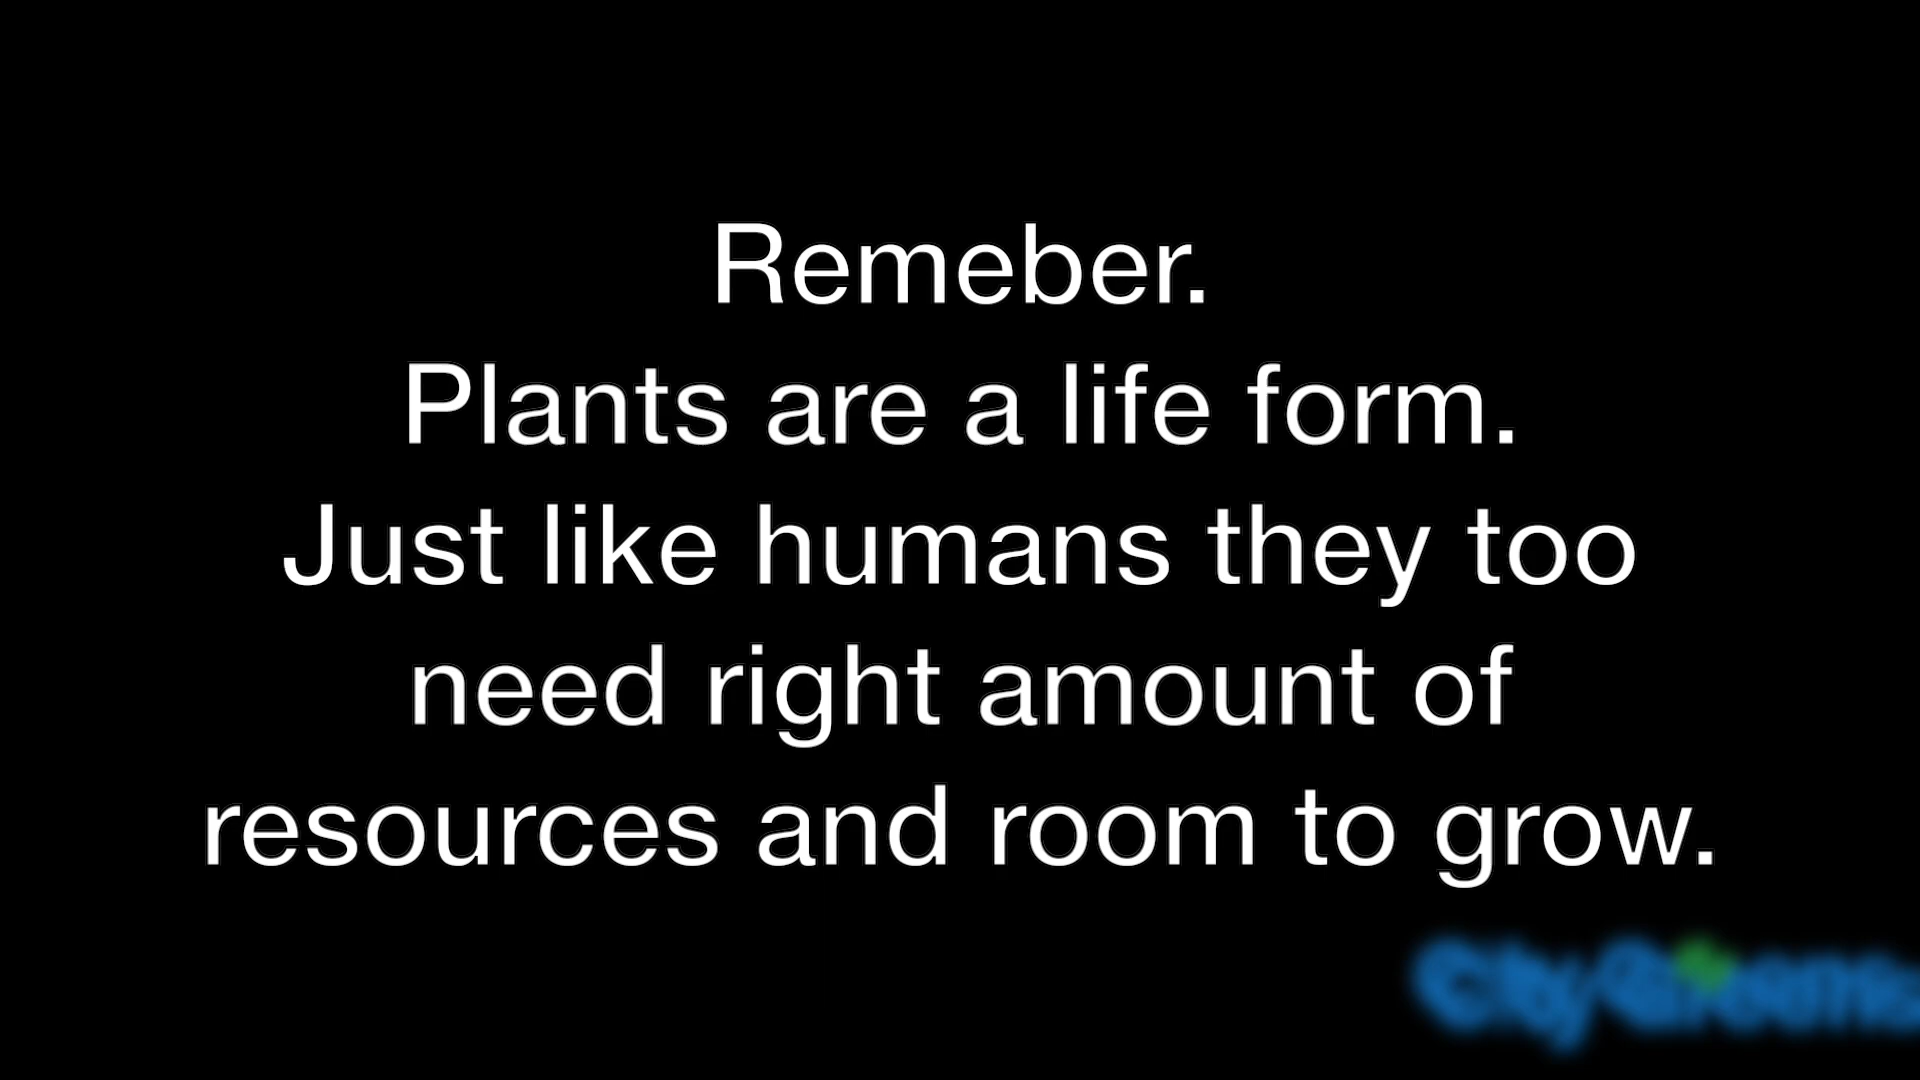 Remeber.
Plants are a life form.
Just like humans they too
need right amount of
resources and room to grow.
CityGreens